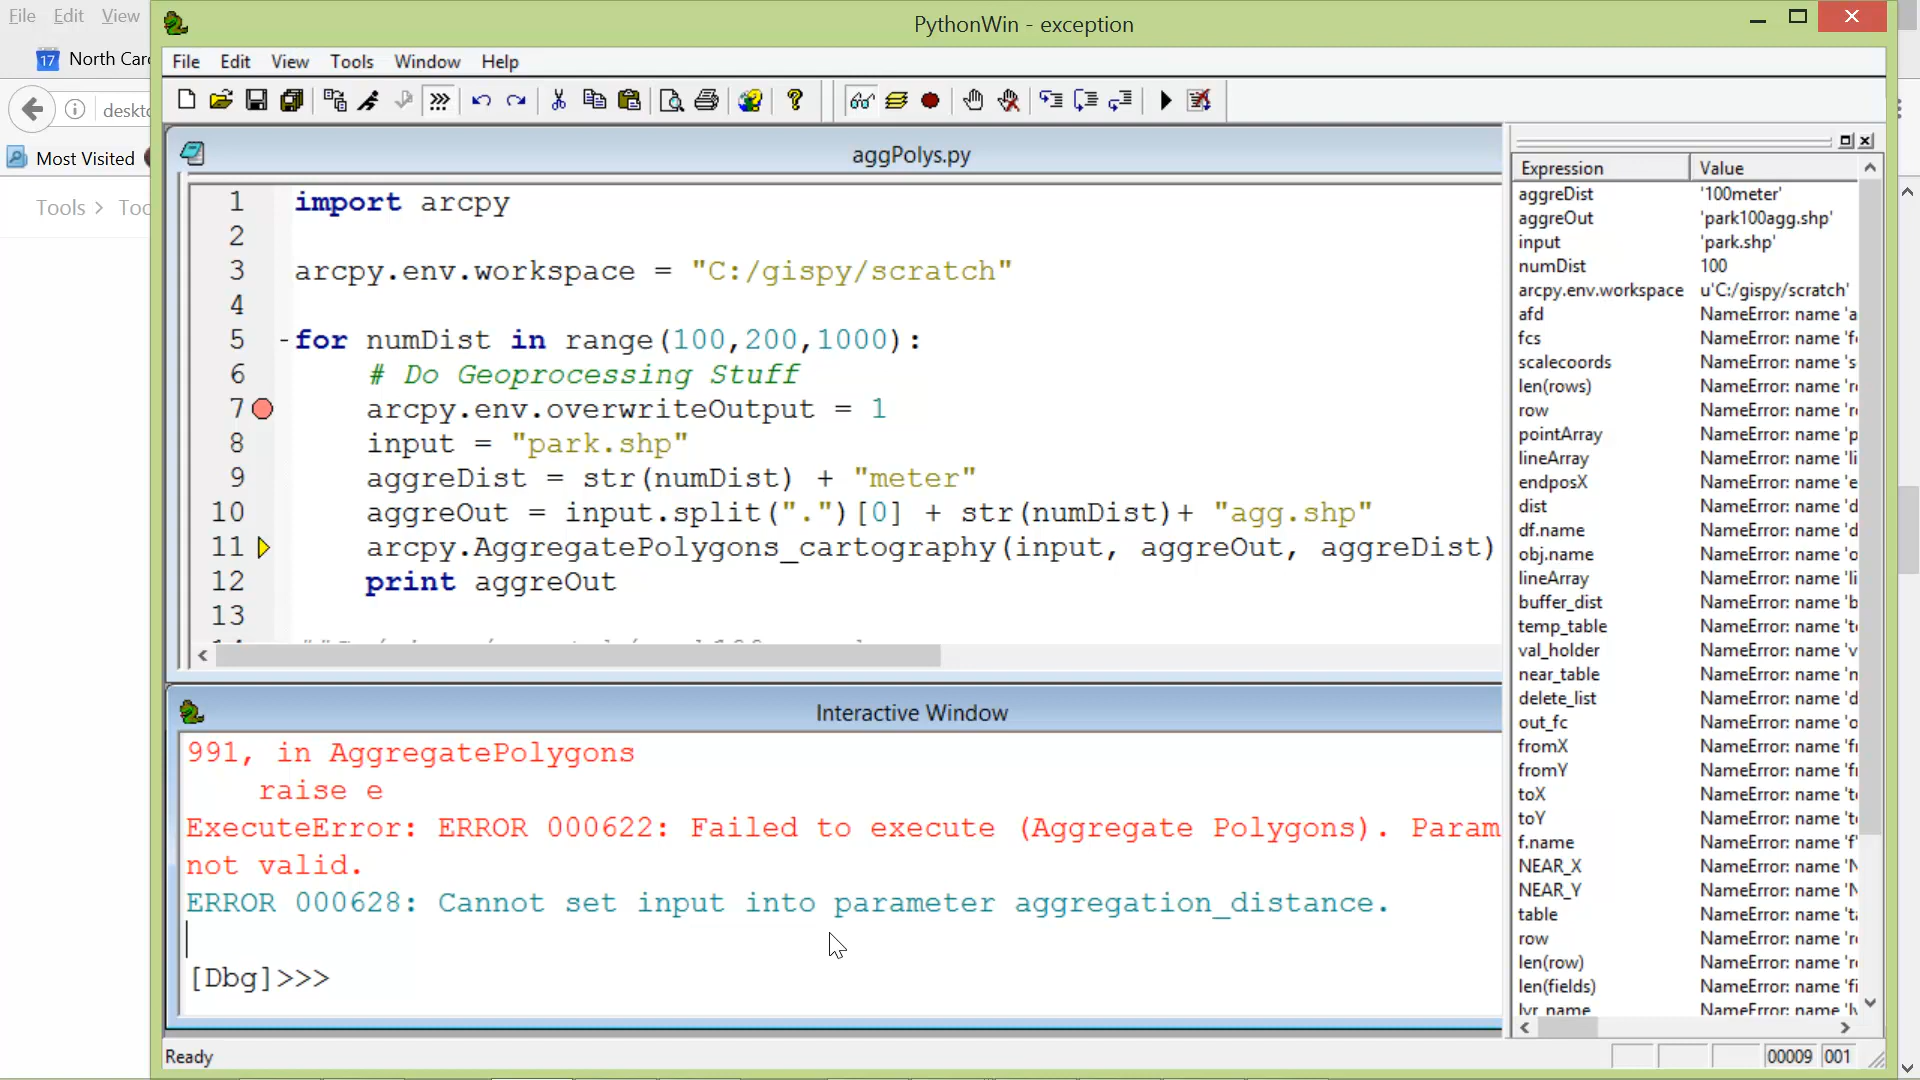 File Edit View
PythonWin - exception
17 North Car
File Edit View Tools Window Help
deskto
Most Visited
aggPolys.py
Tools > Too
1 import arcpy
2
3 arcpy.env.workspace = "C:/gispy/scratch"
4
5 -for numDist in range(100,200,1000):
6 # Do Geoprocessing Stuff
7 arcpy.env.overwriteOutput = 1
8 input = "park.shp"
9 aggreDist = str(numDist) + "meter"
10 aggreOut = input.split(".")[0] + str(numDist)+ "agg.shp"
11 arcpy.AggregatePolygons_cartography(input, aggreOut, aggreDist)
12 print aggreOut
13
Interactive Window
991, in AggregatePolygons
raise e
ExecuteError: ERROR 000622: Failed to execute (Aggregate Polygons). Param
not valid.
ERROR 000628: Cannot set input into parameter aggregation_distance.
[Dbg]>>>
Expression Value
aggreDist '100meter'
aggreOut 'park100agg.shp'
input 'park.shp'
numDist 100
arcpy.env.workspace u'C:/gispy/scratch'
afd NameError: name 'a
fcs NameError: name 'f
scalecoords NameError: name 's
len(rows) NameError: name 'r
row NameError: name 'r
pointArray NameError: name 'p
lineArray NameError: name 'li
endposX NameError: name 'e
dist NameError: name 'd
df.name NameError: name 'd
obj.name NameError: name 'o
lineArray NameError: name 'li
buffer_dist NameError: name 'b
temp_table NameError: name 't
val_holder NameError: name 'v
near_table NameError: name 'n
delete_list NameError: name 'd
out_fc NameError: name 'o
fromX NameError: name 'f
fromY NameError: name 'f
toX NameError: name 't
toY NameError: name 't
f.name NameError: name 'f
NEAR_X NameError: name 'N
NEAR_Y NameError: name 'N
table NameError: name 't
row NameError: name 'r
len(row) NameError: name 'r
len(fields) NameError: name 'fi
lyr_name NameError: name 'l
Ready
00009 001